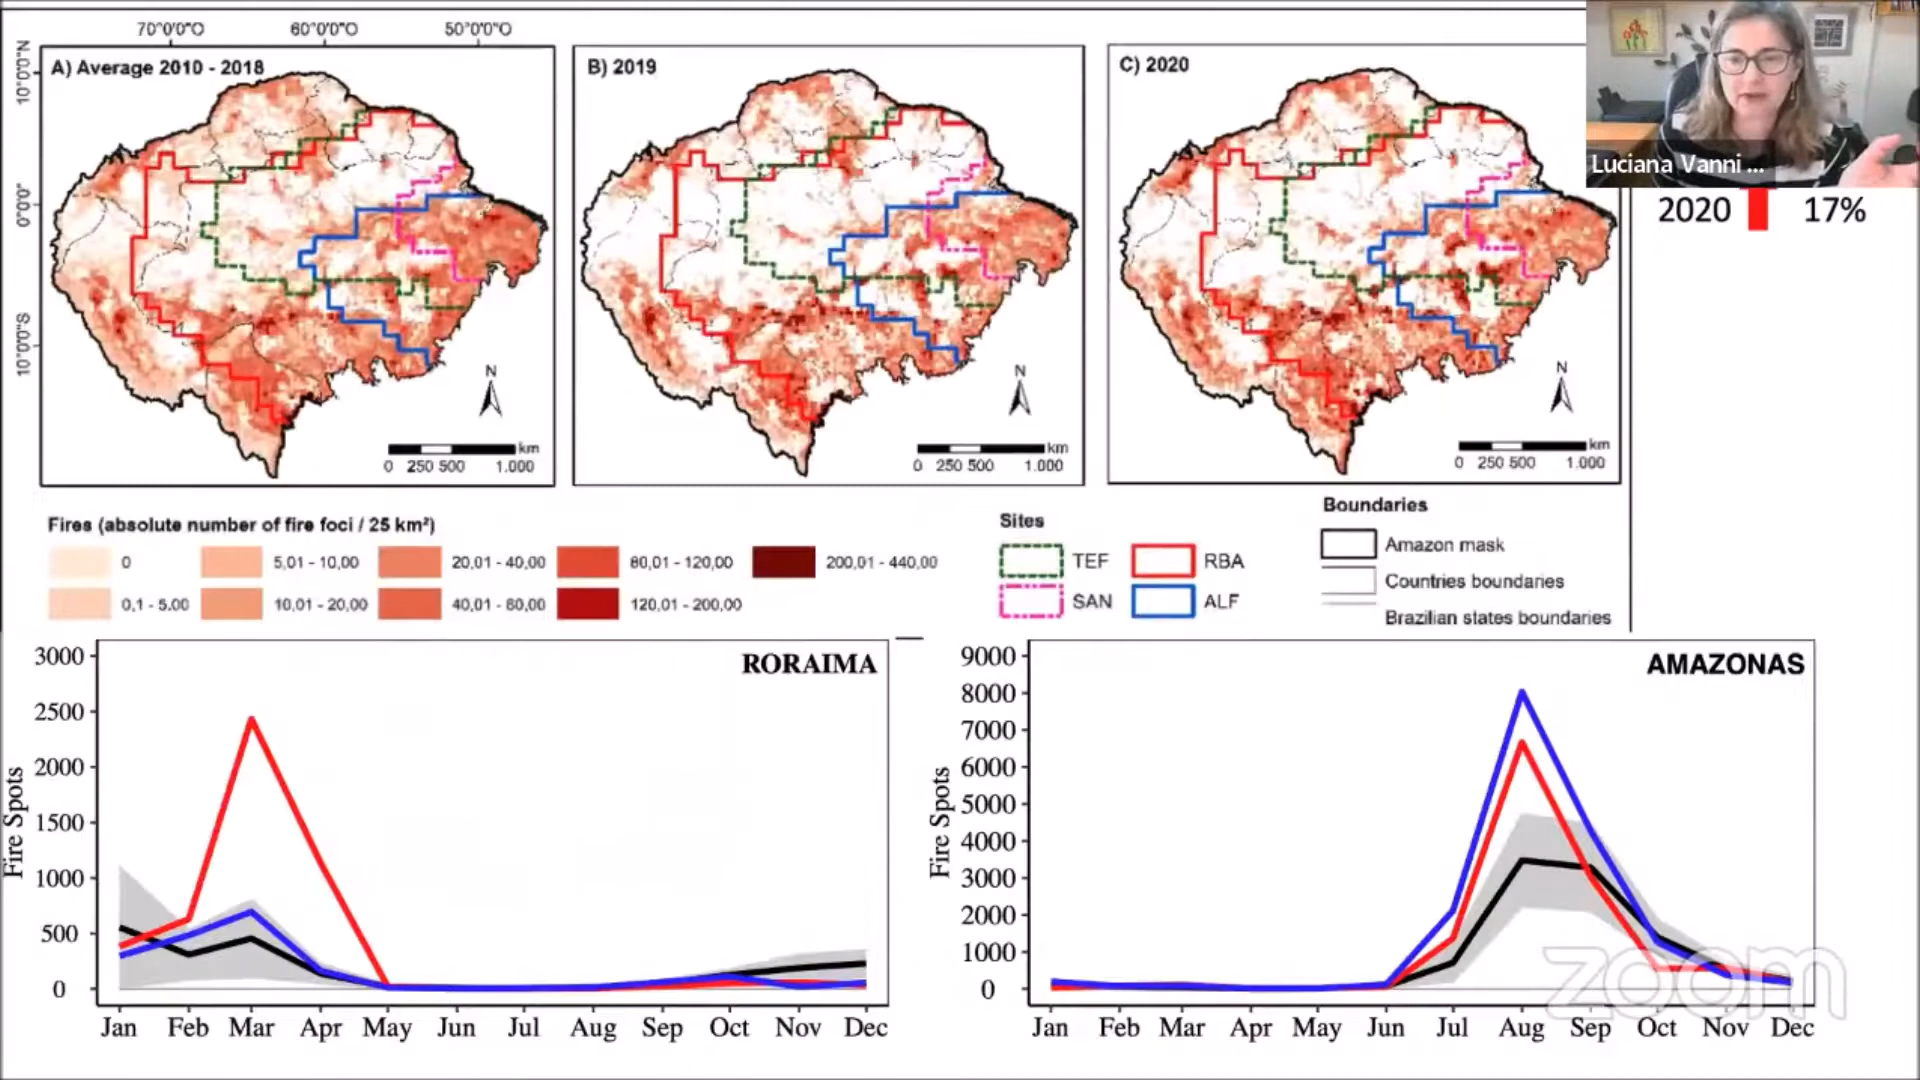 70°0'0"O 60°0'0"O 50°0'0"O
10°0'0"N
0°0'0"
10°0'0"S
A) Average 2010 - 2018
N
km
0 250 500 1.000
B) 2019
N
km
0 250 500 1.000
C) 2020
N
km
0 250 500 1.000
Luciana Vanni ...
2020 17%
Fires (absolute number of fire foci / 25 km²)
0
5,01 - 10,00
20,01 - 40,00
80,01 - 120,00
200,01 - 440,00
0,1 - 5.00
10,01 - 20,00
40,01 - 80,00
120,01 - 200,00
Sites
TEF
RBA
SAN
ALF
Boundaries
Amazon mask
Countries boundaries
Brazilian states boundaries
RORAIMA
Fire Spots
3000
2500
2000
1500
1000
500
0
Jan Feb Mar Apr May Jun Jul Aug Sep Oct Nov Dec
AMAZONAS
Fire Spots
9000
8000
7000
6000
5000
4000
3000
2000
1000
0
Jan Feb Mar Apr May Jun Jul Aug Sep Oct Nov Dec
zoom